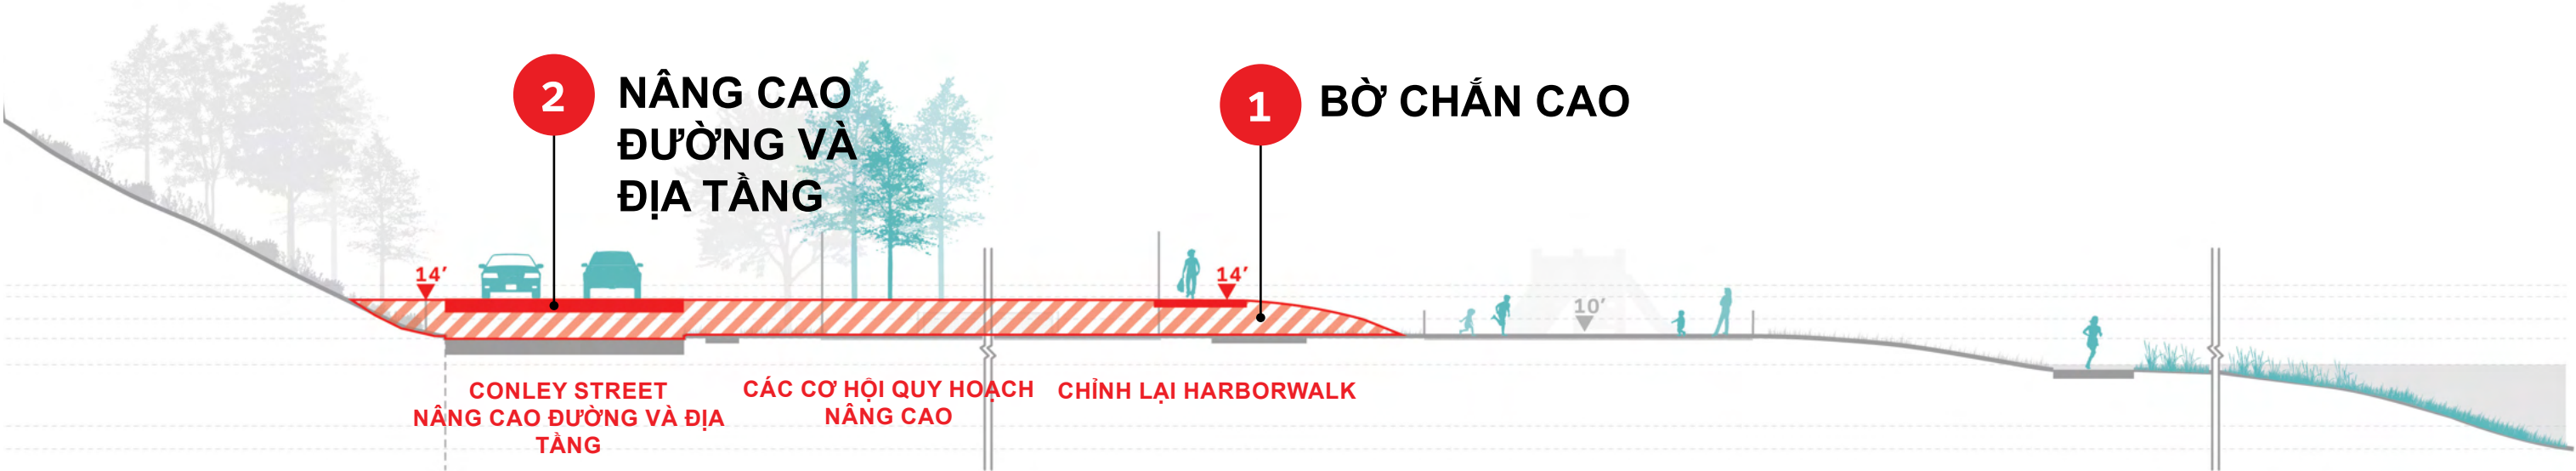 2
NÂNG CAO
ĐƯỜNG VÀ
ĐỊA TẦNG
1
BỜ CHẮN CAO
14’
14’
10’
CONLEY STREET
NÂNG CAO ĐƯỜNG VÀ ĐỊA
TẦNG
CÁC CƠ HỘI QUY HOẠCH
NÂNG CAO
CHỈNH LẠI HARBORWALK